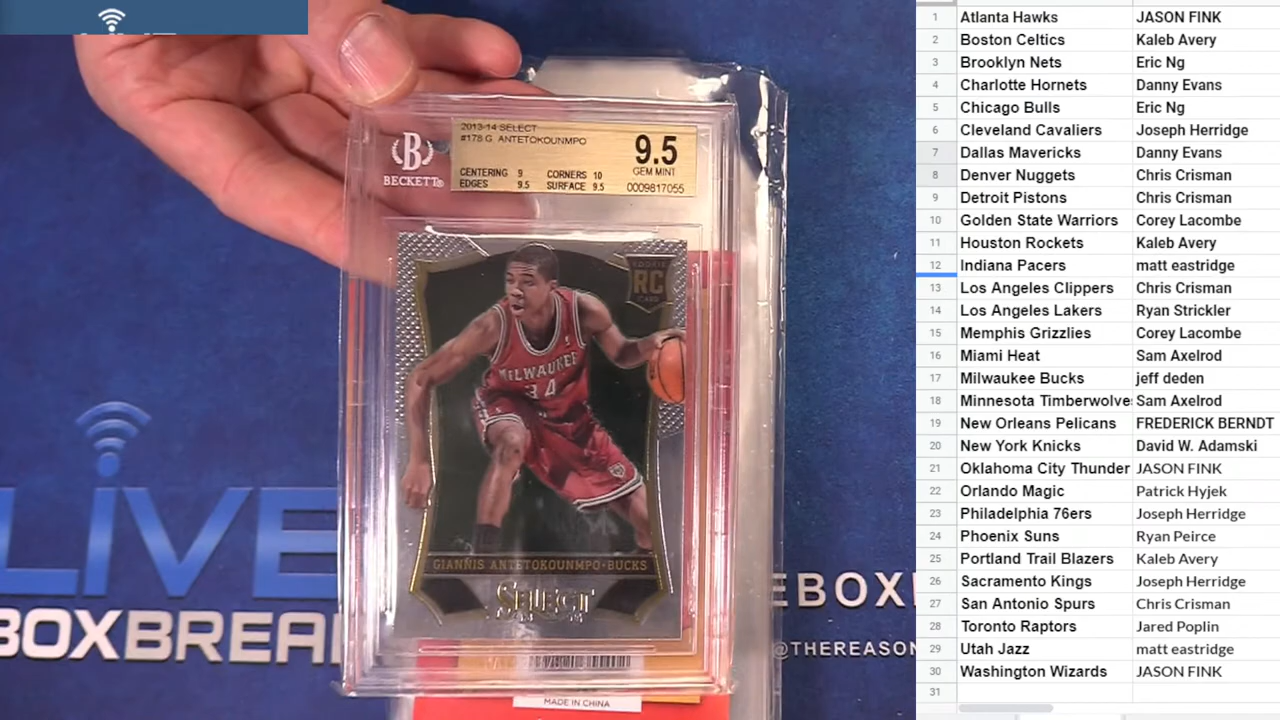 2013-14 SELECT
#178 G ANTETOKOUNMPO
9.5
GEM MINT
CENTERING 9 CORNERS 10
EDGES 9.5 SURFACE 9.5
0009817055
B
BECKETT
ROOKIE
RC
CARD
MILWAUKEE
34
GIANNIS ANTETOKOUNMPO•BUCKS
SELECT
MADE IN CHINA
LIVE
BOXBREA
EBOX
@THEREASON
1 Atlanta Hawks JASON FINK
2 Boston Celtics Kaleb Avery
3 Brooklyn Nets Eric Ng
4 Charlotte Hornets Danny Evans
5 Chicago Bulls Eric Ng
6 Cleveland Cavaliers Joseph Herridge
7 Dallas Mavericks Danny Evans
8 Denver Nuggets Chris Crisman
9 Detroit Pistons Chris Crisman
10 Golden State Warriors Corey Lacombe
11 Houston Rockets Kaleb Avery
12 Indiana Pacers matt eastridge
13 Los Angeles Clippers Chris Crisman
14 Los Angeles Lakers Ryan Strickler
15 Memphis Grizzlies Corey Lacombe
16 Miami Heat Sam Axelrod
17 Milwaukee Bucks jeff deden
18 Minnesota Timberwolve Sam Axelrod
19 New Orleans Pelicans FREDERICK BERNDT
20 New York Knicks David W. Adamski
21 Oklahoma City Thunder JASON FINK
22 Orlando Magic Patrick Hyjek
23 Philadelphia 76ers Joseph Herridge
24 Phoenix Suns Ryan Peirce
25 Portland Trail Blazers Kaleb Avery
26 Sacramento Kings Joseph Herridge
27 San Antonio Spurs Chris Crisman
28 Toronto Raptors Jared Poplin
29 Utah Jazz matt eastridge
30 Washington Wizards JASON FINK
31